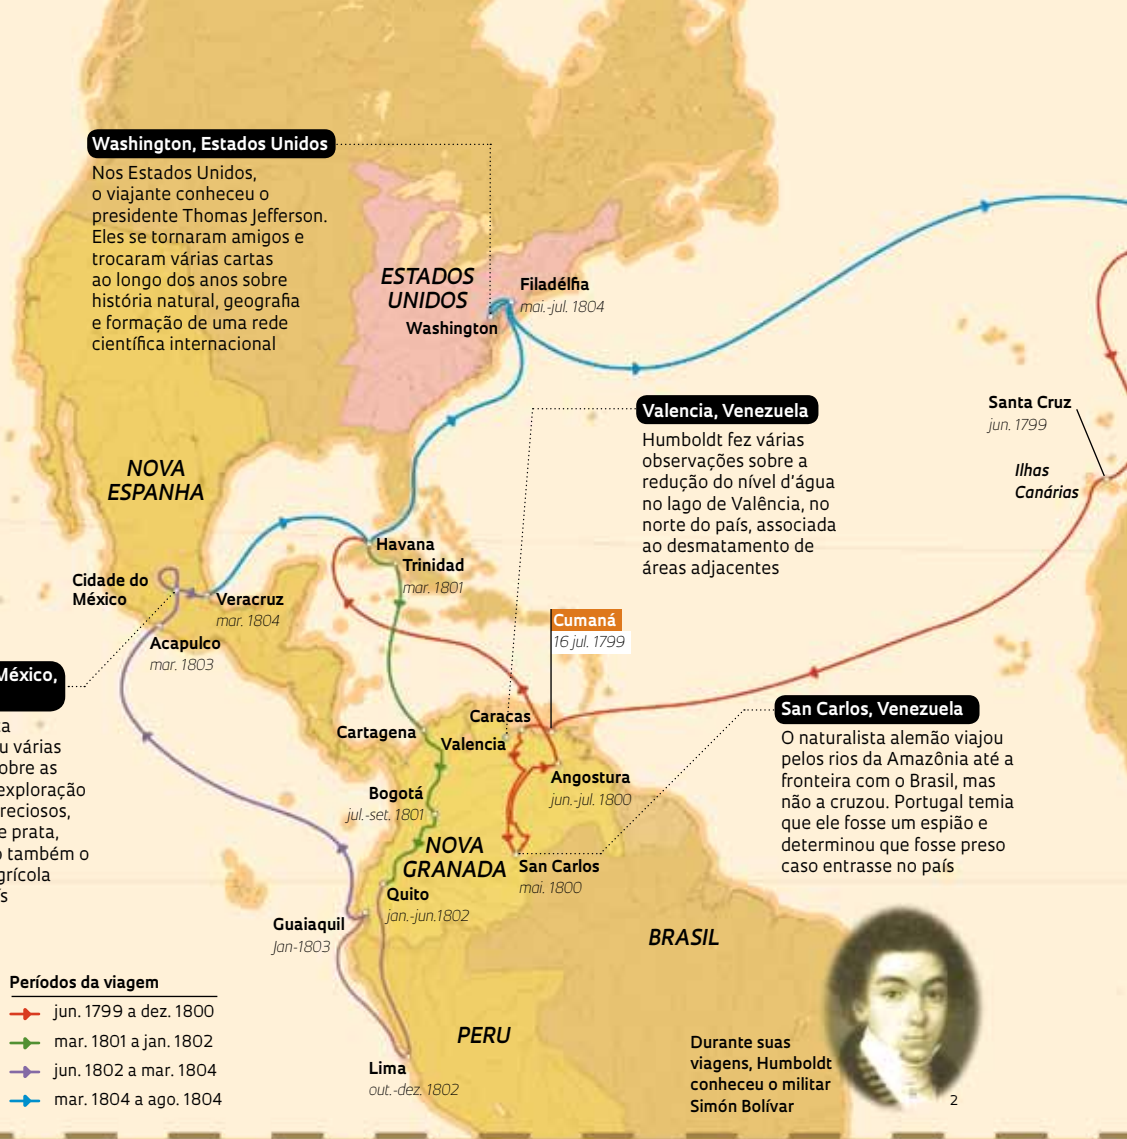 Washington, Estados Unidos
Nos Estados Unidos,
o viajante conheceu o
presidente Thomas Jefferson.
Eles se tornaram amigos e
trocaram várias cartas
ao longo dos anos sobre
história natural, geografia
e formação de uma rede
científica internacional
ESTADOS
UNIDOS
Filadélfia
mai.-jul. 1804
Washington
Valencia, Venezuela
Humboldt fez várias
observações sobre a
redução do nível d'água
no lago de Valência, no
norte do país, associada
ao desmatamento de
áreas adjacentes
Santa Cruz
jun. 1799
Ilhas
Canárias
NOVA
ESPANHA
Havana
Trinidad
mar. 1801
Cidade do
México
Veracruz
mar. 1804
Acapulco
mar. 1803
Cumaná
16 jul. 1799
México,
a
u várias
obre as
exploração
reciosos,
e prata,
o também o
grícola
ís
Caracas
Cartagena
Valencia
Angostura
jun.-jul. 1800
Bogotá
jul.-set. 1801
NOVA
GRANADA
San Carlos
mai. 1800
Quito
jan.-jun.1802
Guaiaquil
Jan-1803
San Carlos, Venezuela
O naturalista alemão viajou
pelos rios da Amazônia até a
fronteira com o Brasil, mas
não a cruzou. Portugal temia
que ele fosse um espião e
determinou que fosse preso
caso entrasse no país
BRASIL
PERU
Lima
out.-dez. 1802
Períodos da viagem
jun. 1799 a dez. 1800
mar. 1801 a jan. 1802
jun. 1802 a mar. 1804
mar. 1804 a ago. 1804
Durante suas
viagens, Humboldt
conheceu o militar
Simón Bolívar
2